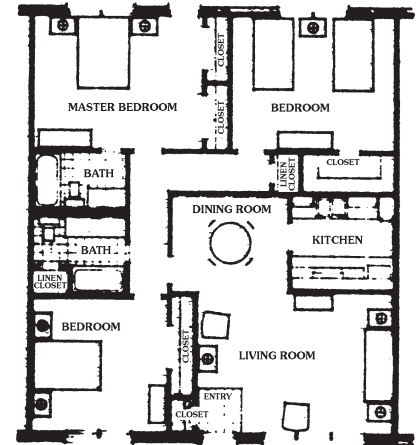 CLOSET
MASTER BEDROOM
BEDROOM
CLOSET
CLOSET
BATH
LINEN
CLOSET
DINING ROOM
KITCHEN
BATH
LINEN
CLOSET
BEDROOM
CLOSET
LIVING ROOM
ENTRY
CLOSET